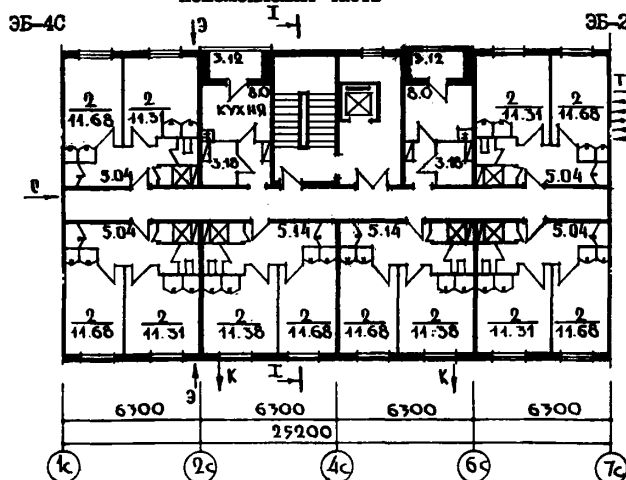 ЭБ-4С Э I ЭБ-2
3.12 3.12
8.0 8.0
КУХНЯ
2 2 2 2
11.68 11.31 11.31 11.68
3.18 3.18
5.04 5.04
5.04 5.14 5.14 5.04
2 2 2 2 2 2 2 2
11.68 11.31 11.38 11.68 11.68 11.38 11.31 11.68
Э К I К
6300 6300 6300 6300
25200
1с 2с 4с 6с 7с